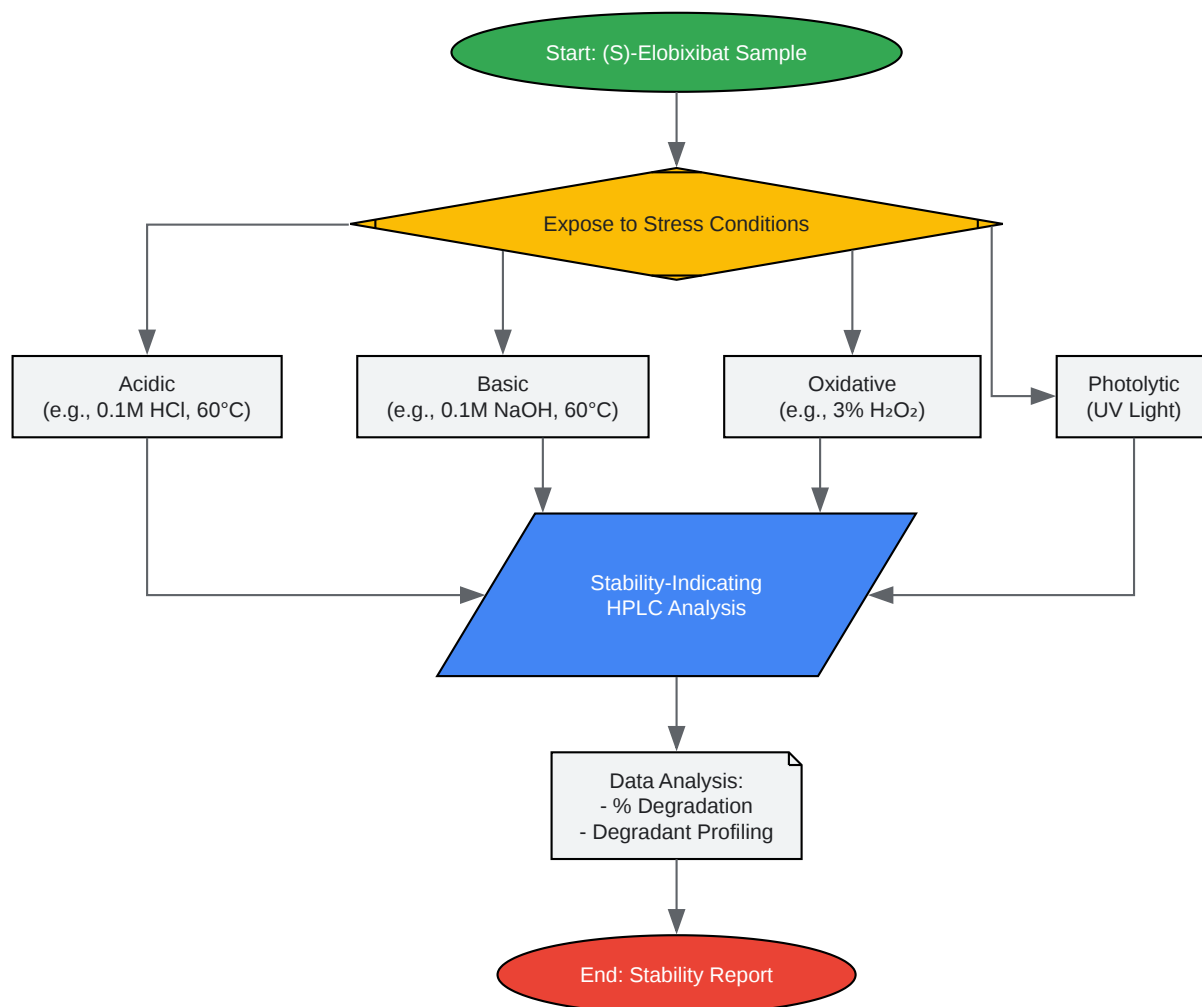 Start: (S)-Elobixibat Sample
Expose to Stress Conditions
Acidic
(e.g., 0.1M HCl, 60°C)
Basic
(e.g., 0.1M NaOH, 60°C)
Oxidative
(e.g., 3% H₂O₂)
Photolytic
(UV Light)
Stability-Indicating
HPLC Analysis
Data Analysis:
- % Degradation
- Degradant Profiling
End: Stability Report